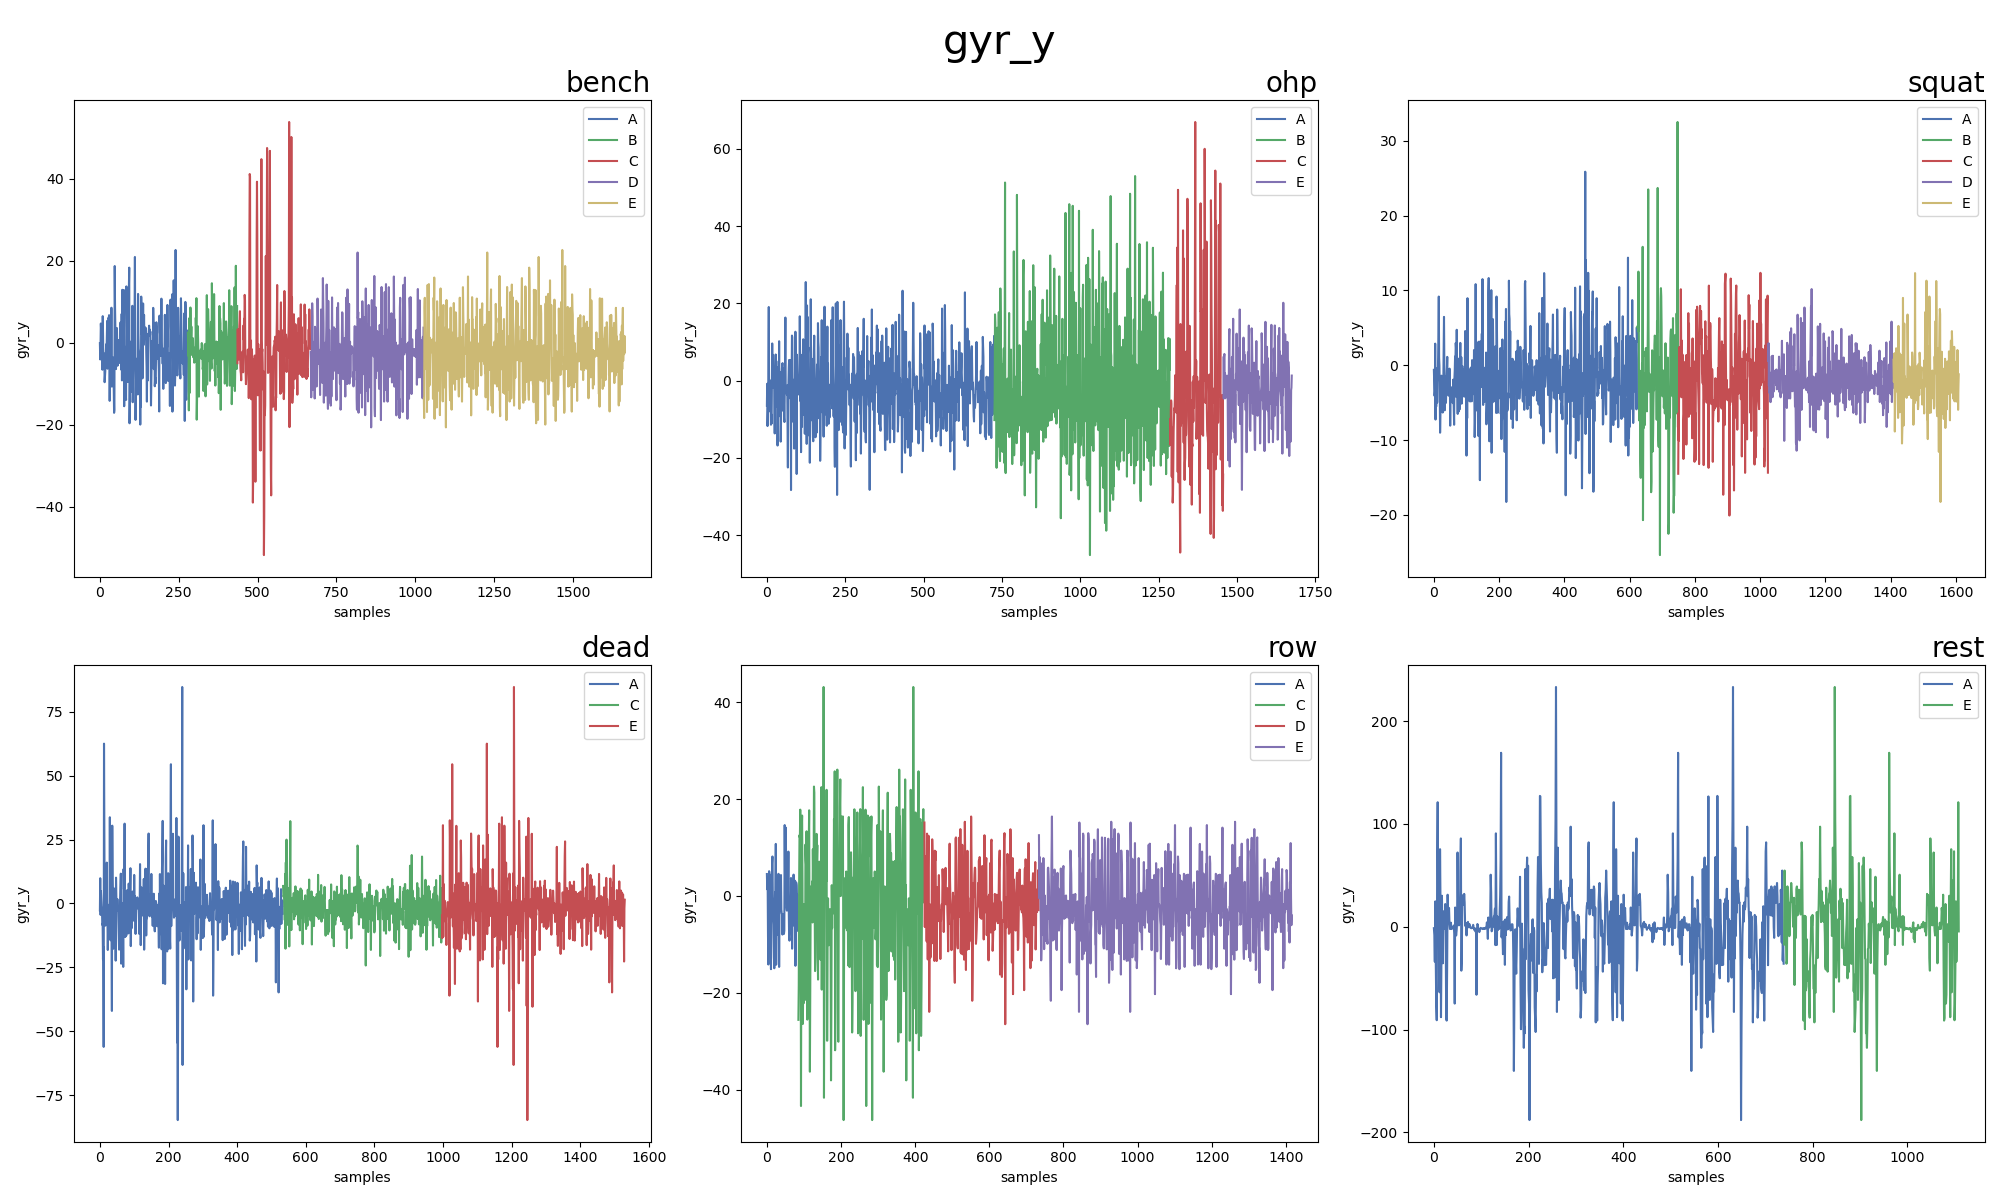 gyr_y
bench
A
B
C
D
E
40
20
0
−20
−40
gyr_y
0 250 500 750 1000 1250 1500
samples
ohp
A
B
C
E
60
40
20
0
−20
−40
gyr_y
0 250 500 750 1000 1250 1500 1750
samples
squat
A
B
C
D
E
30
20
10
0
−10
−20
gyr_y
0 200 400 600 800 1000 1200 1400 1600
samples
dead
A
C
E
75
50
25
0
−25
−50
−75
gyr_y
0 200 400 600 800 1000 1200 1400 1600
samples
row
A
C
D
E
40
20
0
−20
−40
gyr_y
0 200 400 600 800 1000 1200 1400
samples
rest
A
E
200
100
0
−100
−200
gyr_y
0 200 400 600 800 1000
samples